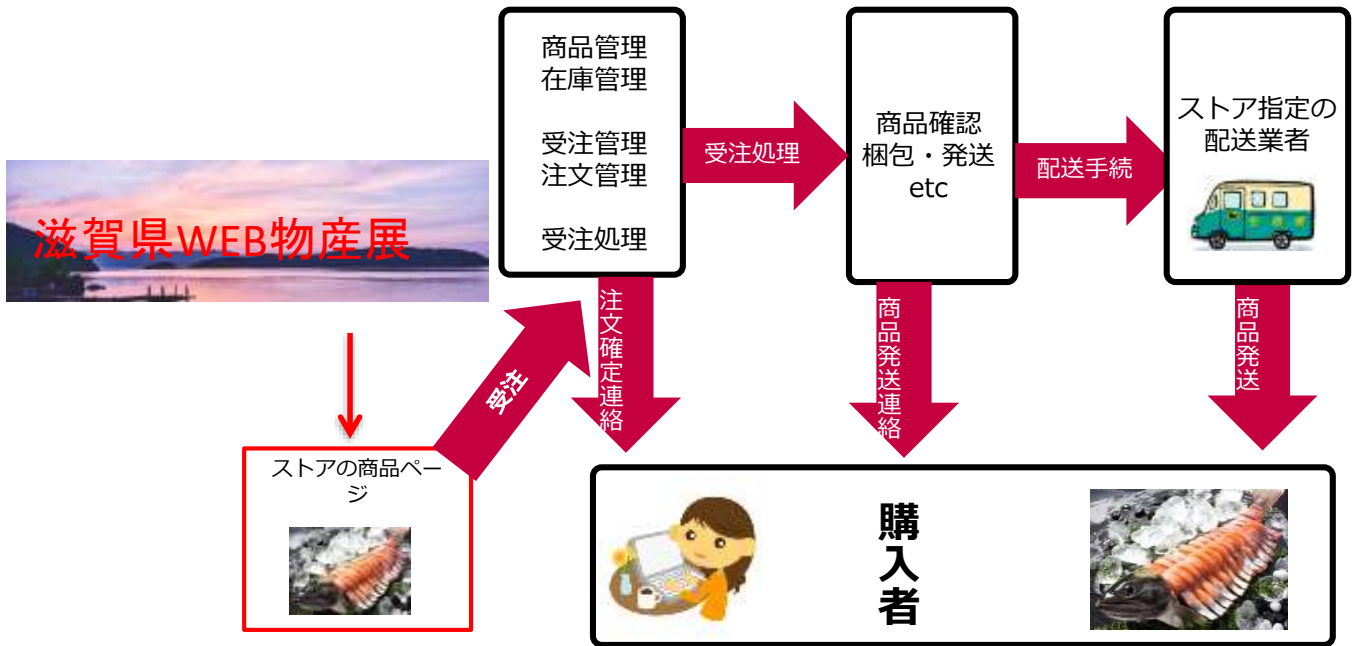 商品管理
在庫管理
受注管理
注文管理
受注処理
受注処理
商品確認
梱包・発送
etc
配送手続
ストア指定の
配送業者
滋賀県WEB物産展
注文確定連絡
商品発送連絡
商品発送
受注
ストアの商品ペー
ジ
購入者